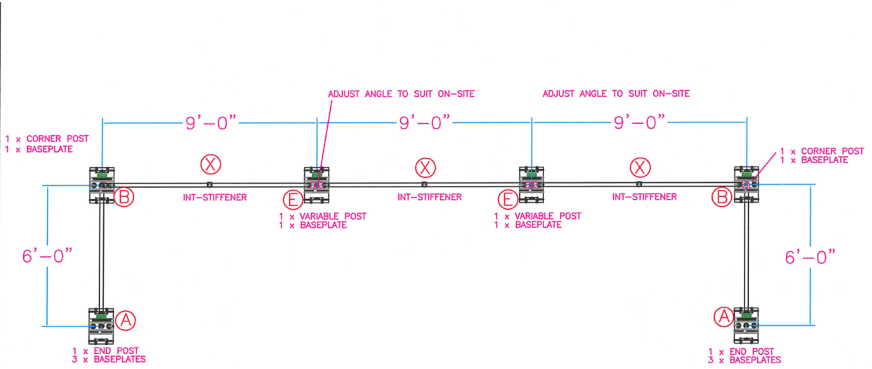 ADJUST ANGLE TO SUIT ON-SITE
ADJUST ANGLE TO SUIT ON-SITE
9'-0"
9'-0"
9'-0"
1 x CORNER POST
1 x BASEPLATE
1 x CORNER POST
1 x BASEPLATE
X
X
X
B
INT-STIFFENER
E
INT-STIFFENER
E
INT-STIFFENER
B
1 x VARIABLE POST
1 x BASEPLATE
1 x VARIABLE POST
1 x BASEPLATE
6'-0"
6'-0"
A
A
1 x END POST
3 x BASEPLATES
1 x END POST
3 x BASEPLATES